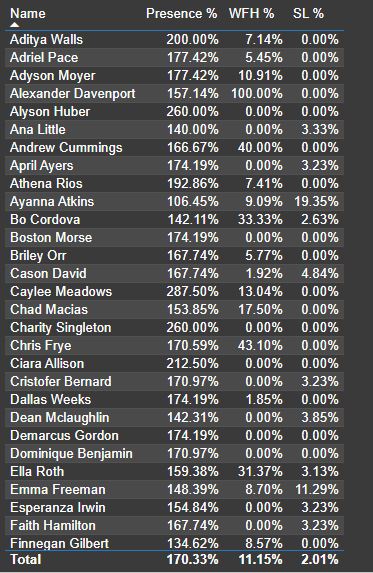 Name Presence % WFH % SL %
Aditya Walls 200.00% 7.14% 0.00%
Adriel Pace 177.42% 5.45% 0.00%
Adyson Moyer 177.42% 10.91% 0.00%
Alexander Davenport 157.14% 100.00% 0.00%
Alyson Huber 260.00% 0.00% 0.00%
Ana Little 140.00% 0.00% 3.33%
Andrew Cummings 166.67% 40.00% 0.00%
April Ayers 174.19% 0.00% 3.23%
Athena Rios 192.86% 7.41% 0.00%
Ayanna Atkins 106.45% 9.09% 19.35%
Bo Cordova 142.11% 33.33% 2.63%
Boston Morse 174.19% 0.00% 0.00%
Briley Orr 167.74% 5.77% 0.00%
Cason David 167.74% 1.92% 4.84%
Caylee Meadows 287.50% 13.04% 0.00%
Chad Macias 153.85% 17.50% 0.00%
Charity Singleton 260.00% 0.00% 0.00%
Chris Frye 170.59% 43.10% 0.00%
Ciara Allison 212.50% 0.00% 0.00%
Cristofer Bernard 170.97% 0.00% 3.23%
Dallas Weeks 174.19% 1.85% 0.00%
Dean Mclaughlin 142.31% 0.00% 3.85%
Demarcus Gordon 174.19% 0.00% 0.00%
Dominique Benjamin 170.97% 0.00% 0.00%
Ella Roth 159.38% 31.37% 3.13%
Emma Freeman 148.39% 8.70% 11.29%
Esperanza Irwin 154.84% 0.00% 3.23%
Faith Hamilton 167.74% 0.00% 3.23%
Finnegan Gilbert 134.62% 8.57% 0.00%
Total 170.33% 11.15% 2.01%